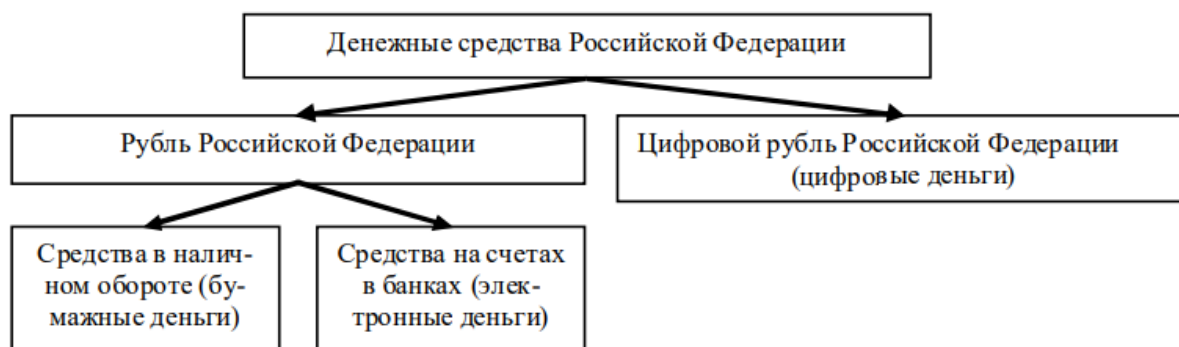 Денежные средства Российской Федерации
Рубль Российской Федерации
Цифровой рубль Российской Федерации
(цифровые деньги)
Средства в налич-
ном обороте (бу-
мажные деньги)
Средства на счетах
в банках (элек-
тронные деньги)